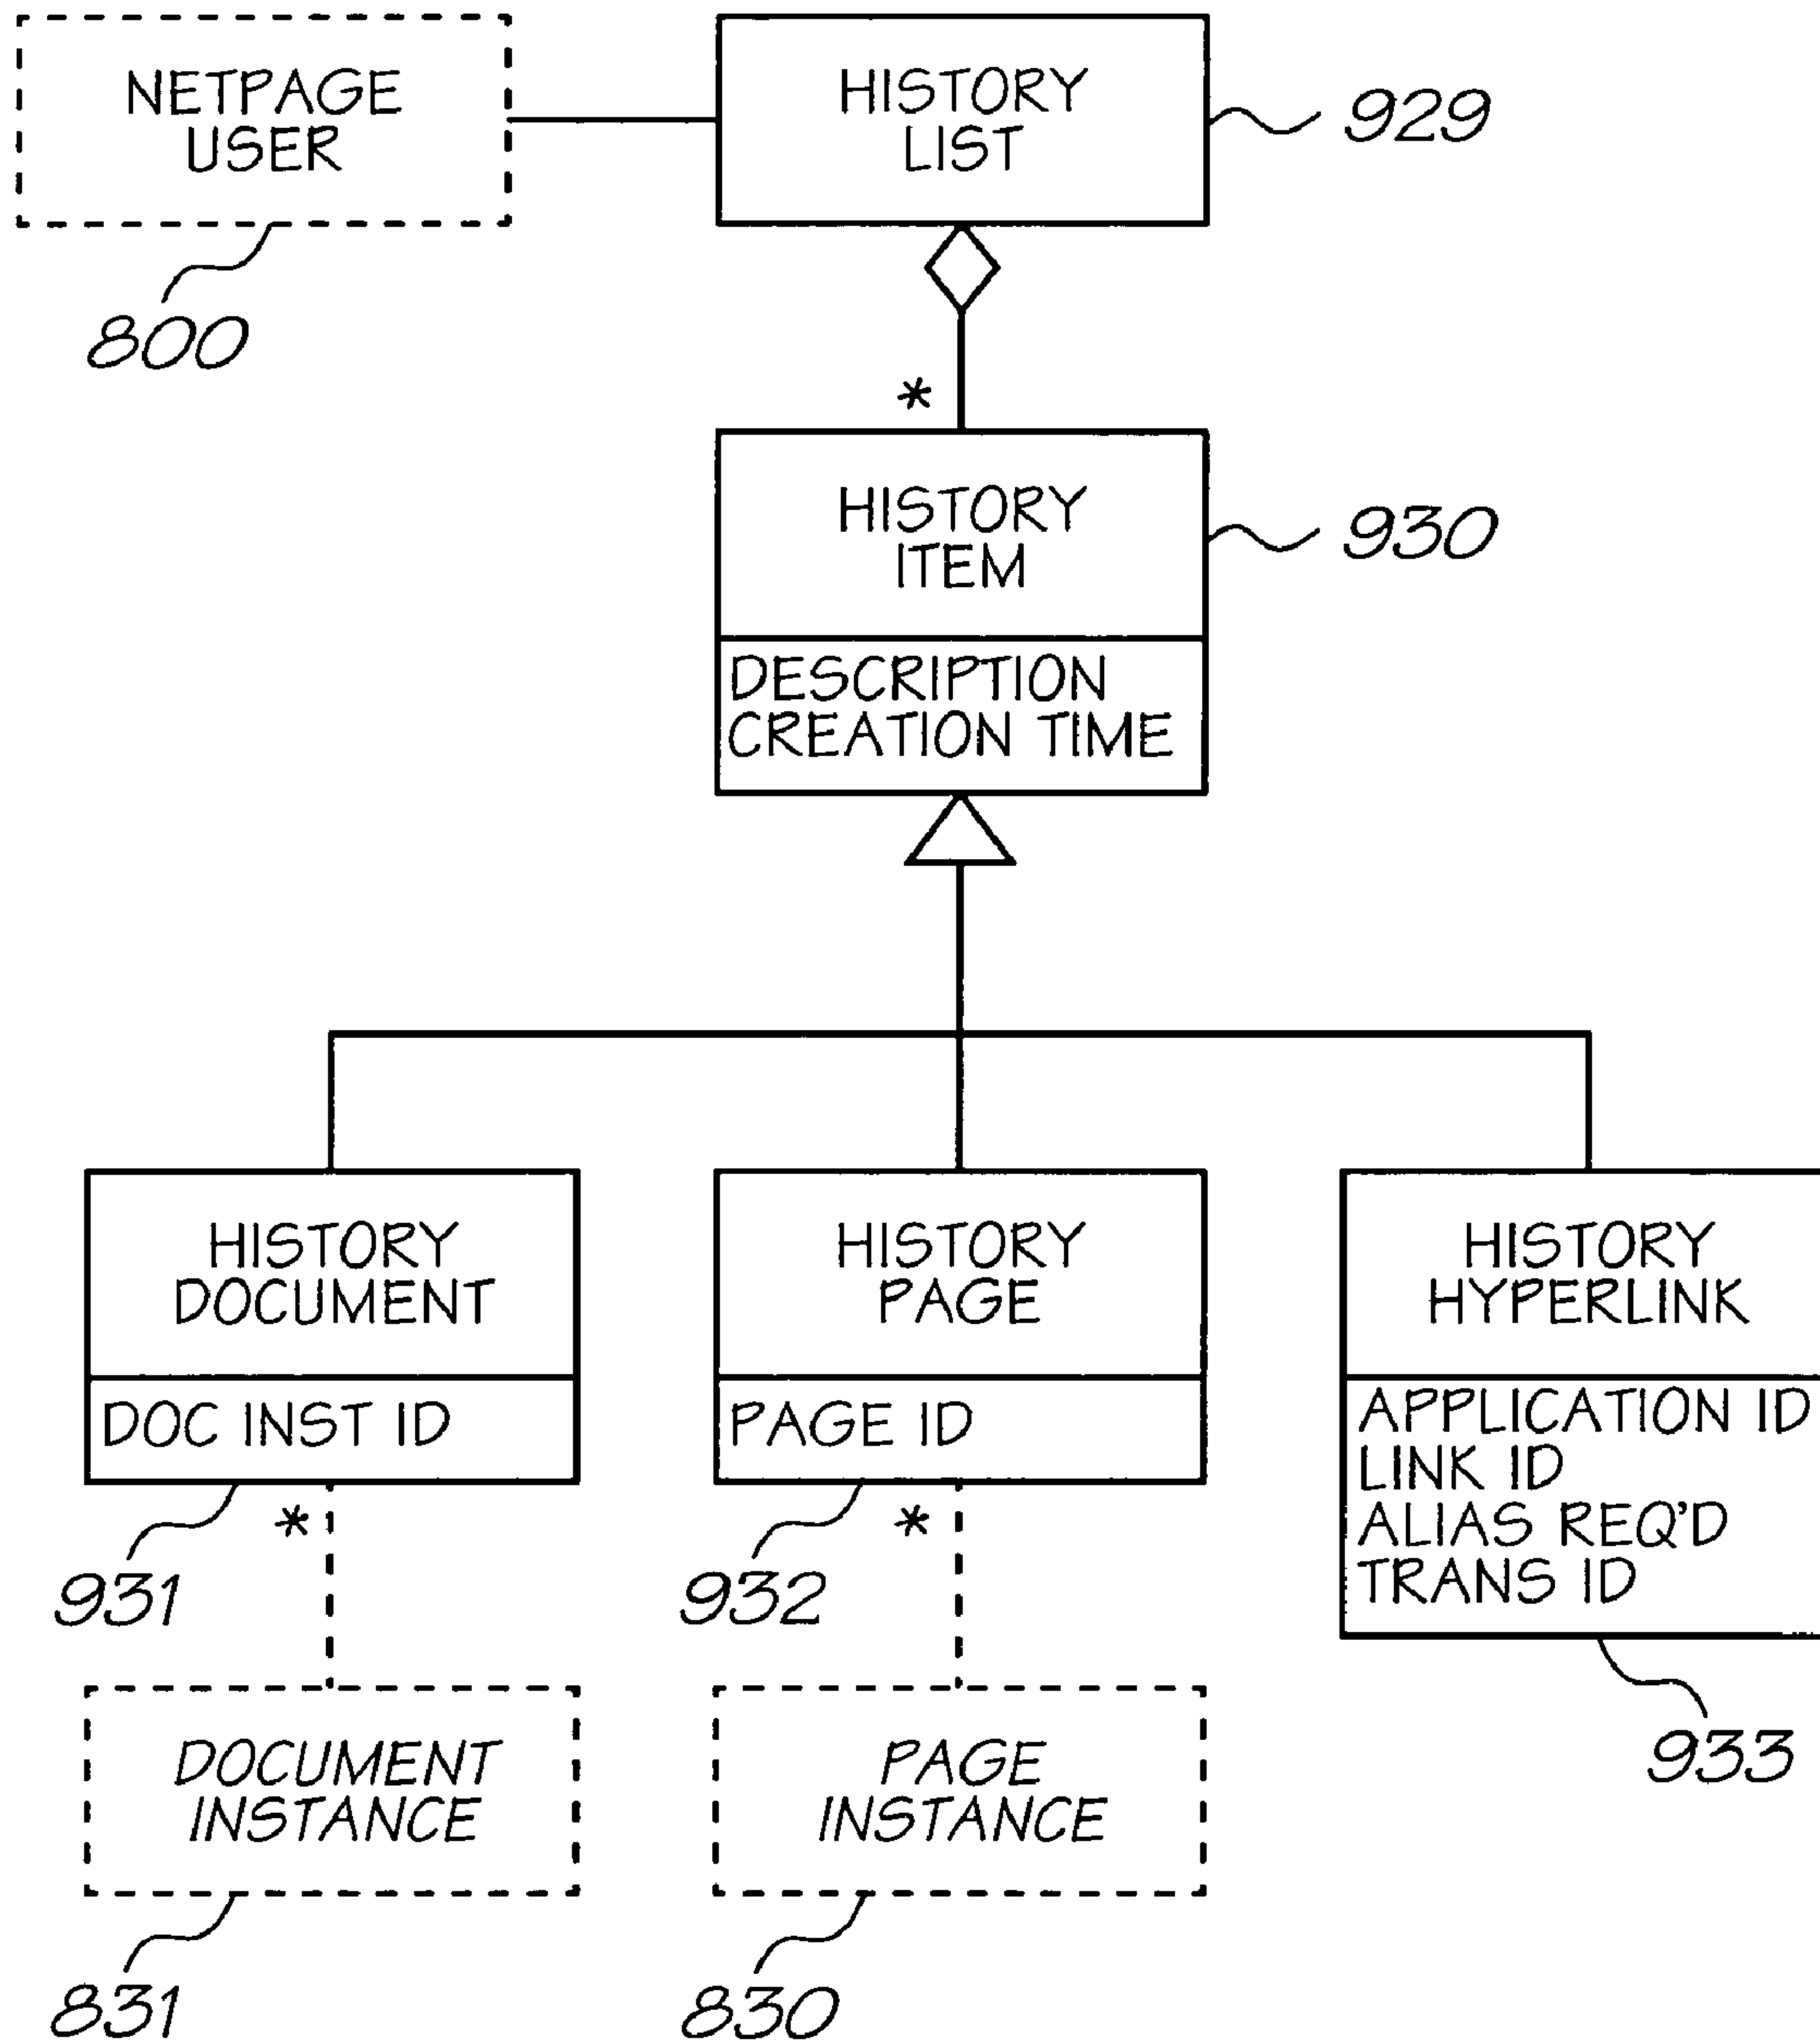 NETPAGE
USER
800
HISTORY
LIST
929
*
HISTORY
ITEM
930
DESCRIPTION
CREATION TIME
HISTORY
DOCUMENT
DOC INST ID
931
*
HISTORY
PAGE
PAGE ID
932
*
HISTORY
HYPERLINK
APPLICATION ID
LINK ID
ALIAS REQ'D
TRANS ID
933
DOCUMENT
INSTANCE
831
PAGE
INSTANCE
830